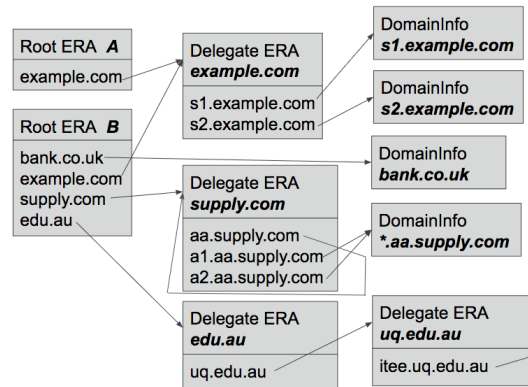 Root ERA A
example.com
Root ERA B
bank.co.uk
example.com
supply.com
edu.au
Delegate ERA
example.com
s1.example.com
s2.example.com
Delegate ERA
supply.com
aa.supply.com
a1.aa.supply.com
a2.aa.supply.com
Delegate ERA
edu.au
uq.edu.au
DomainInfo
s1.example.com
DomainInfo
s2.example.com
DomainInfo
bank.co.uk
DomainInfo
*.aa.supply.com
Delegate ERA
uq.edu.au
itee.uq.edu.au